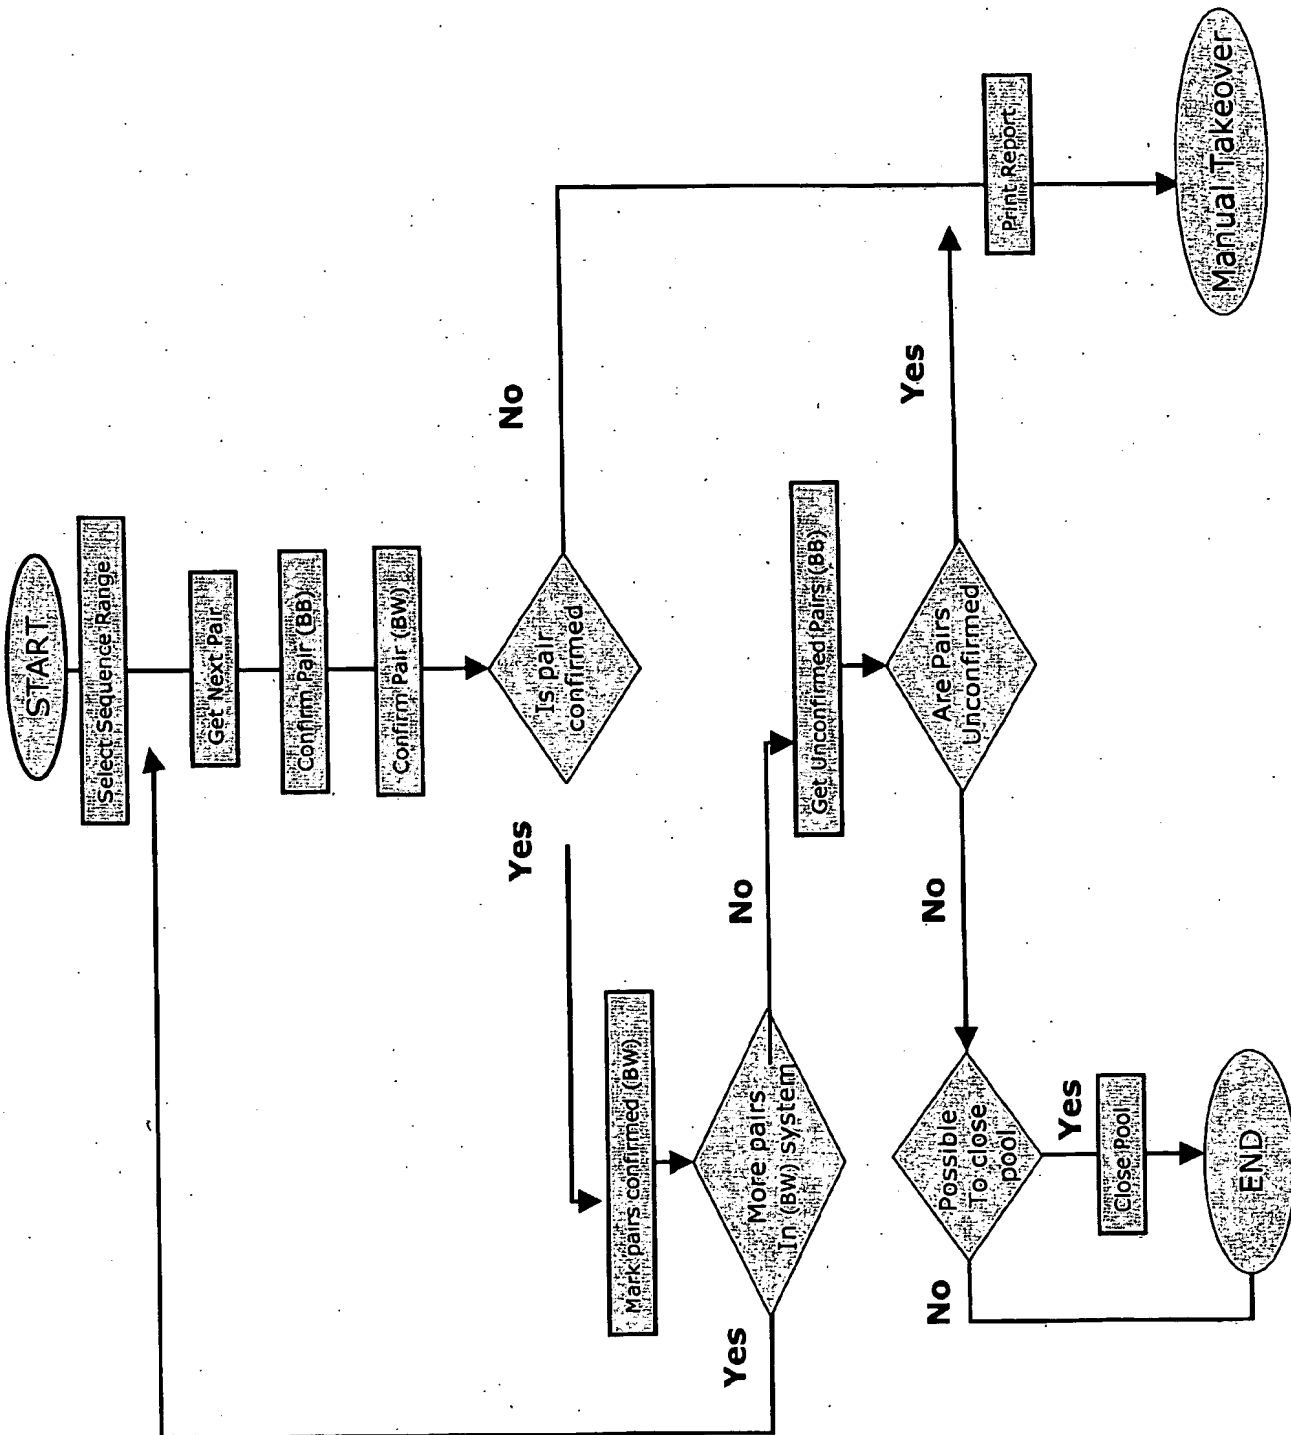 START
Select Sequence Range
Get Next Pair
Confirm Pair (BB)
Confirm Pair (BW)
Is pair
confirmed
No
Yes
Mark pairs confirmed (BW)
More pairs
In (BW) system
Yes
No
Get Unconfirmed Pairs (BB)
Are Pairs
Unconfirmed
Yes
No
Print Report
Manual Takeover
Possible
To close
pool
No
Yes
Close Pool
END